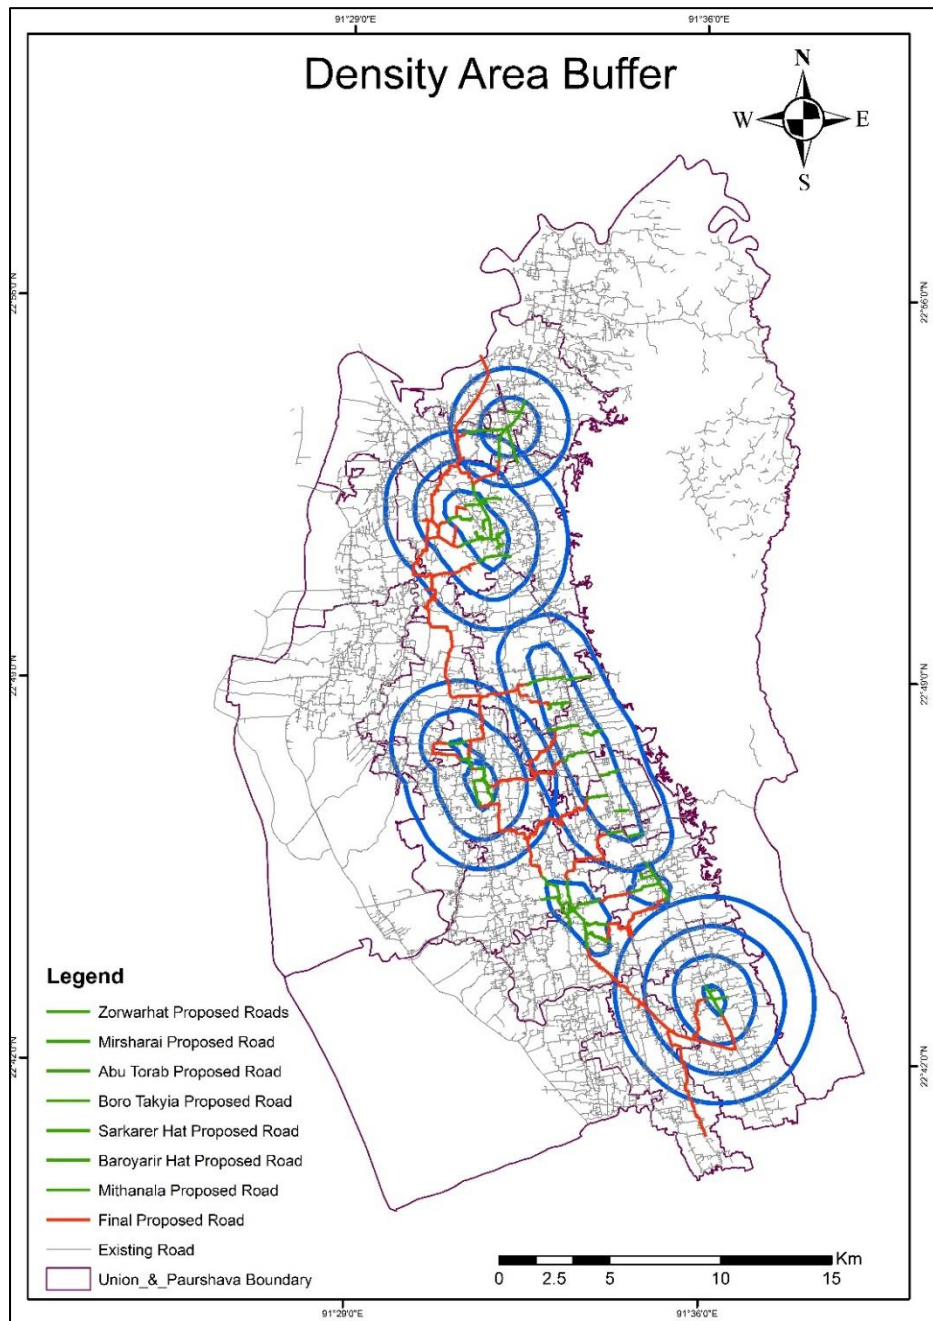 91°29'0"E
91°36'0"E
Density Area Buffer
N
W
E
S
22°56'0"N
22°56'0"N
22°49'0"N
22°49'0"N
22°42'0"N
22°42'0"N
Legend
Zorwarhat Proposed Roads
Mirsharai Proposed Road
Abu Torab Proposed Road
Boro Takyia Proposed Road
Sarkarer Hat Proposed Road
Baroyarir Hat Proposed Road
Mithanala Proposed Road
Final Proposed Road
Existing Road
Union_&_Paurshava Boundary
Km
0 2.5 5 10 15
91°29'0"E
91°36'0"E